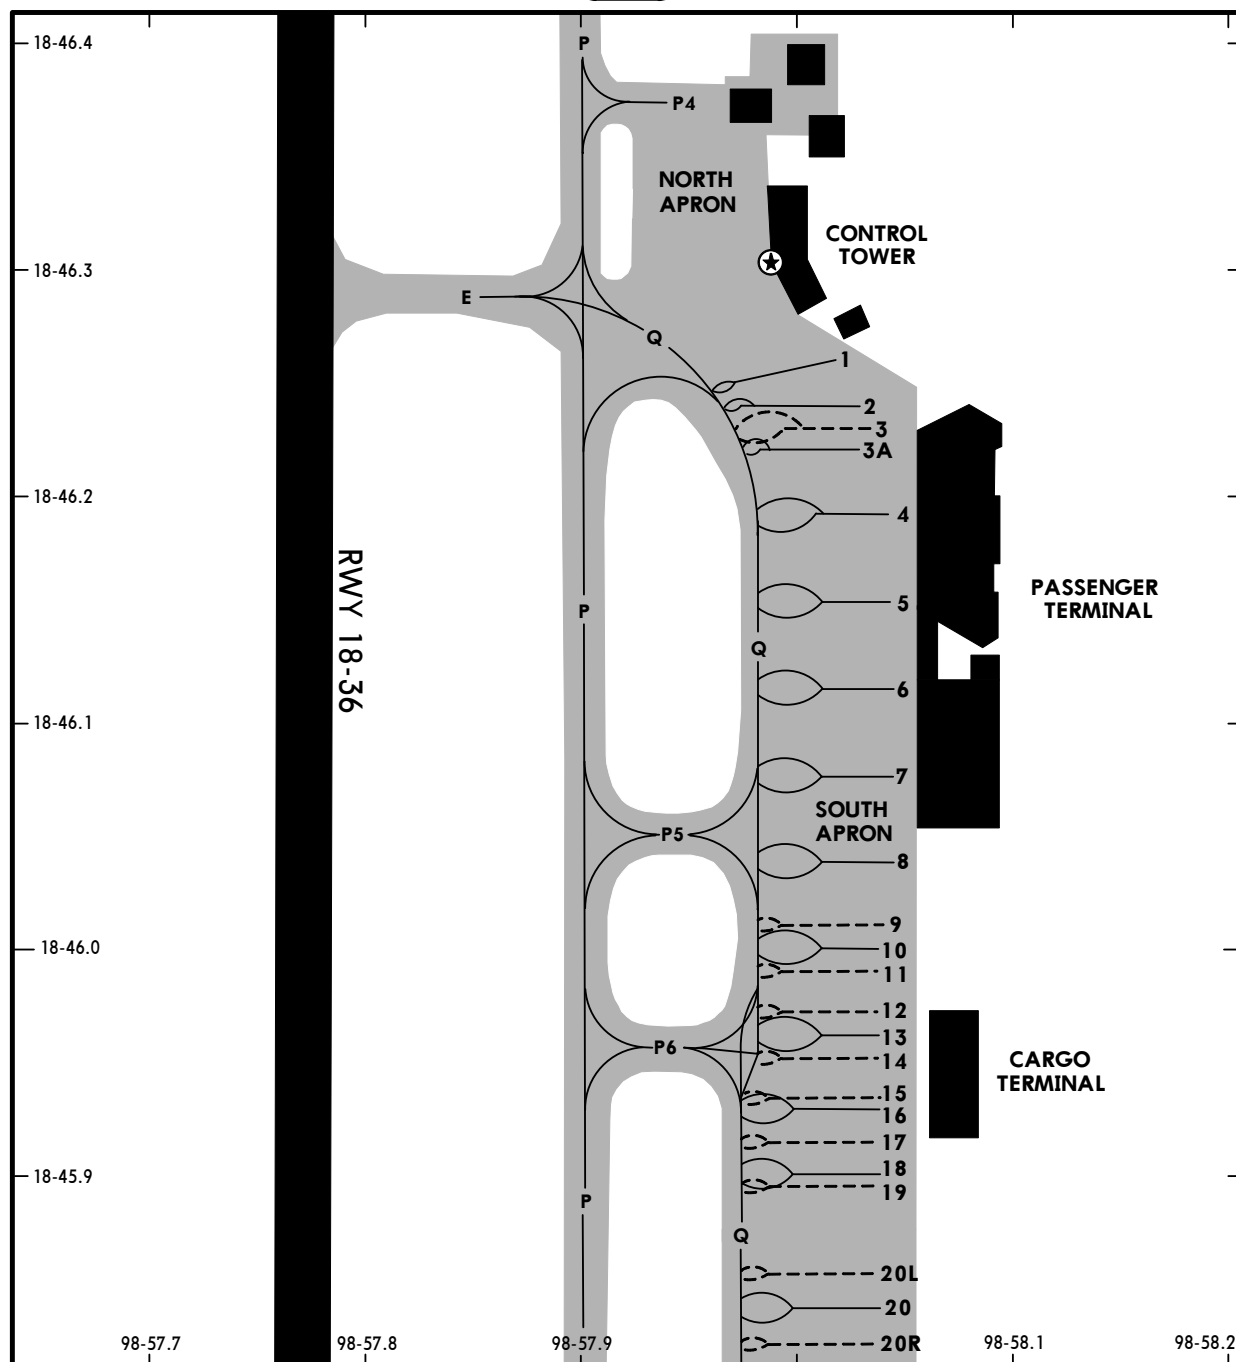 18-46.4
P
P4
NORTH
APRON
CONTROL
TOWER
18-46.3
E
Q
1
2
3
3A
18-46.2
4
RWY 18-36
5
PASSENGER
TERMINAL
P
Q
6
18-46.1
7
SOUTH
APRON
P5
8
9
18-46.0
10
11
12
13
P6
14
CARGO
TERMINAL
15
16
17
18
18-45.9
19
P
Q
20L
20
20R
98-57.7
98-57.8
98-57.9
98-58.1
98-58.2